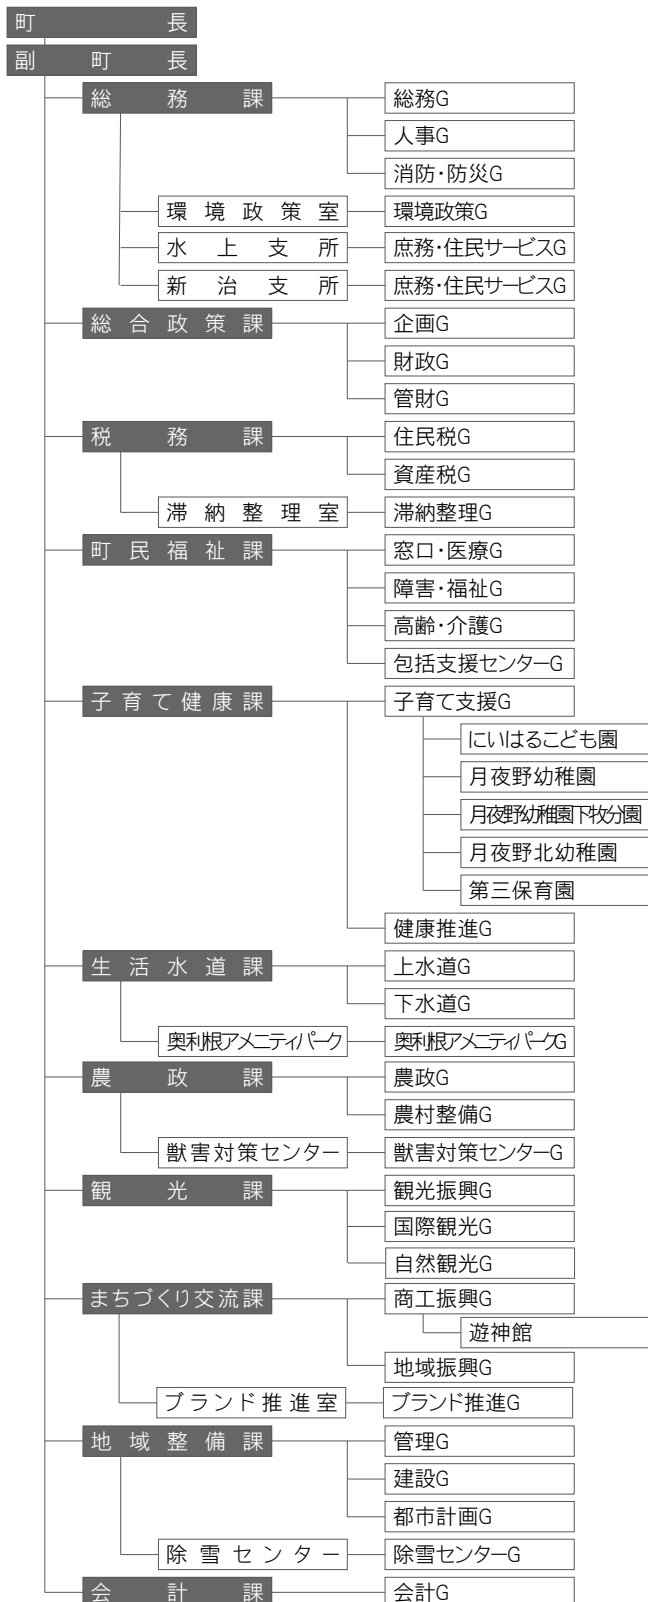 町長
副町長
総務課 総務G
人事G
消防・防災G
環境政策室 環境政策G
水上支所 庶務・住民サービスG
新治支所 庶務・住民サービスG
総合政策課 企画G
財政G
管財G
税務課 住民税G
資産税G
滞納整理室 滞納整理G
町民福祉課 窓口・医療G
障害・福祉G
高齢・介護G
包括支援センターG
子育て健康課 子育て支援G
にいはるこども園
月夜野幼稚園
月夜野幼稚園下牧分園
月夜野北幼稚園
第三保育園
健康推進G
生活水道課 上水道G
下水道G
奥利根アメニティパーク 奥利根アメニティパークG
農政課 農政G
農村整備G
獣害対策センター 獣害対策センターG
観光課 観光振興G
国際観光G
自然観光G
まちづくり交流課 商工振興G
遊神館
地域振興G
ブランド推進室 ブランド推進G
地域整備課 管理G
建設G
都市計画G
除雪センター 除雪センターG
会計課 会計G